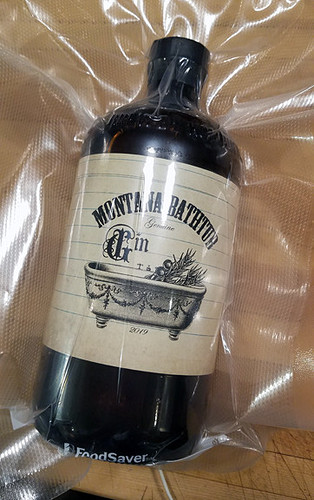 MONTANA BATHTUB
Genuine
Gin
2019
FoodSaver